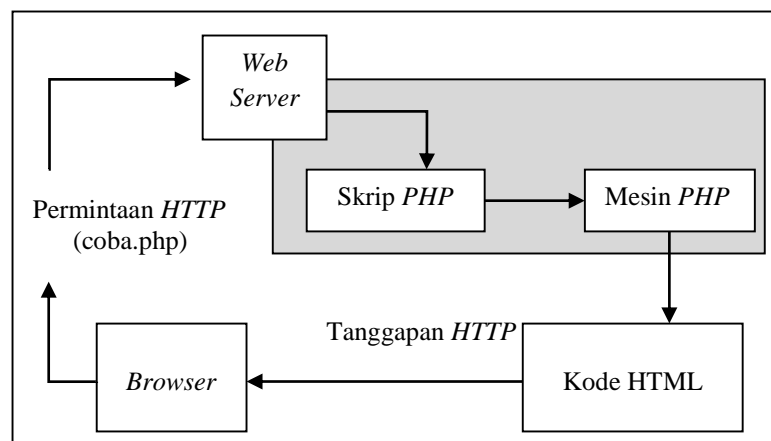 Web
Server
Skrip PHP
Mesin PHP
Permintaan HTTP
(coba.php)
Tanggapan HTTP
Browser
Kode HTML